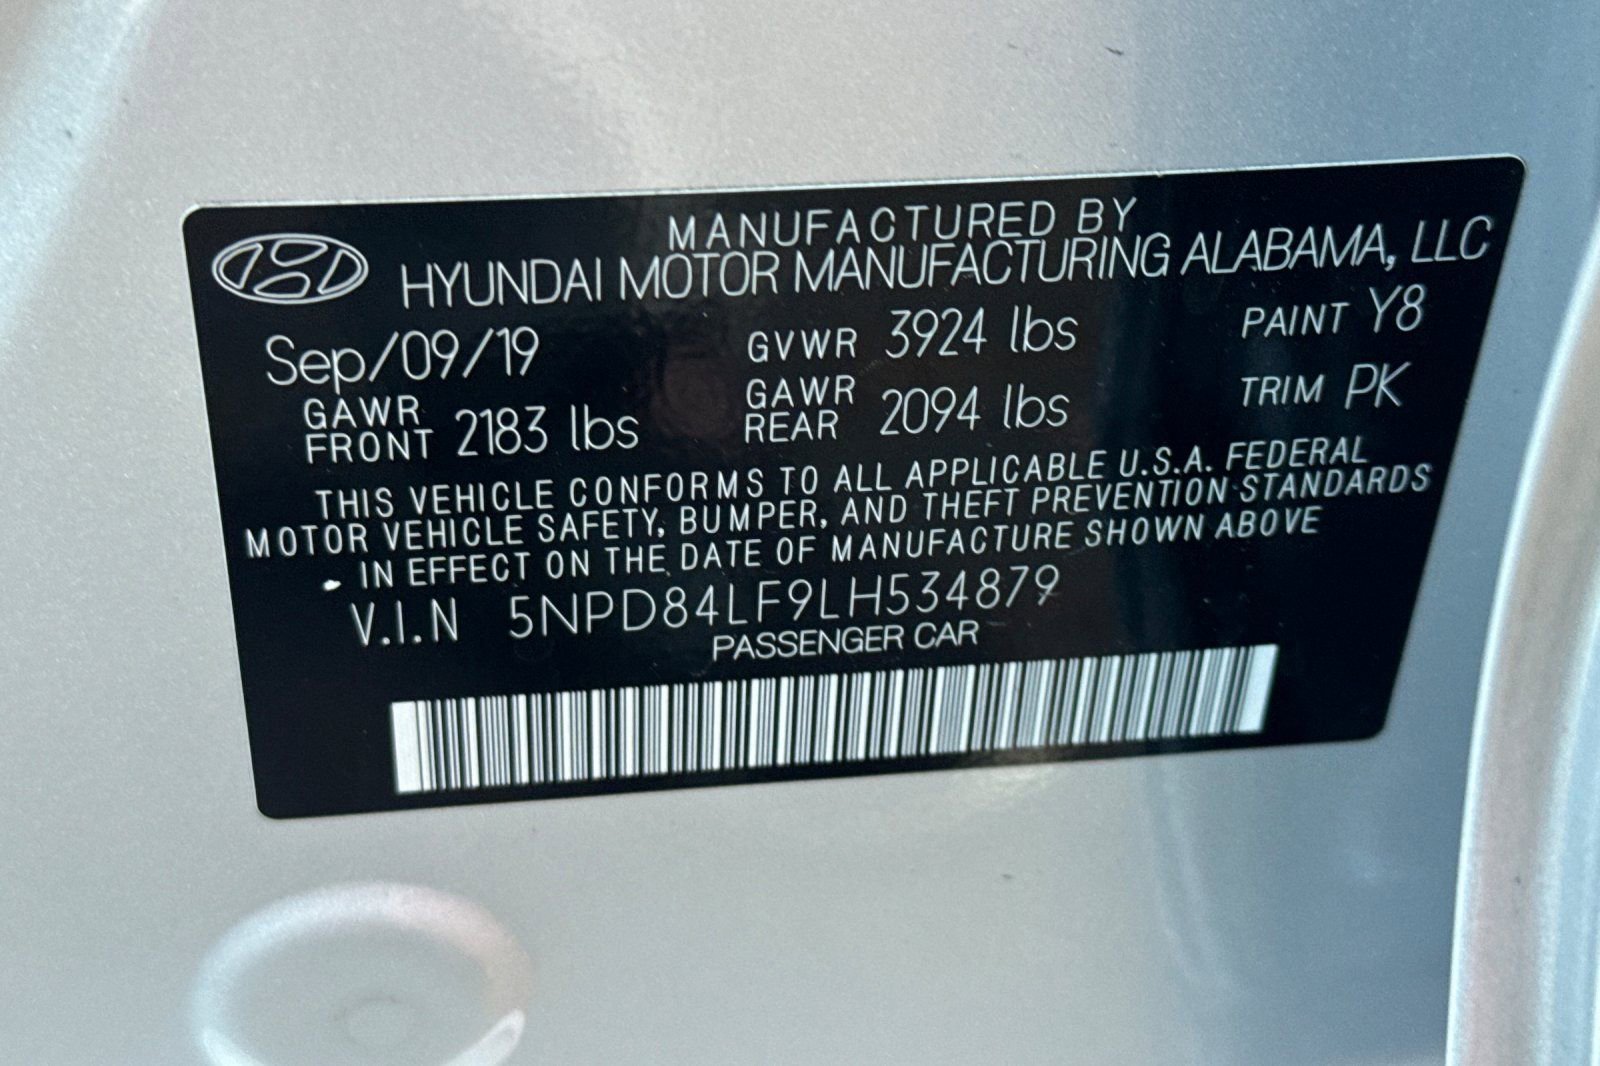 MANUFACTURED BY
HYUNDAI MOTOR MANUFACTURING ALABAMA, LLC
Sep/09/19 GVWR 3924 lbs PAINT Y8
GAWR FRONT 2183 lbs GAWR REAR 2094 lbs TRIM PK
THIS VEHICLE CONFORMS TO ALL APPLICABLE U.S.A. FEDERAL
MOTOR VEHICLE SAFETY, BUMPER, AND THEFT PREVENTION STANDARDS
IN EFFECT ON THE DATE OF MANUFACTURE SHOWN ABOVE
V.I.N 5NPD84LF9LH534879
PASSENGER CAR